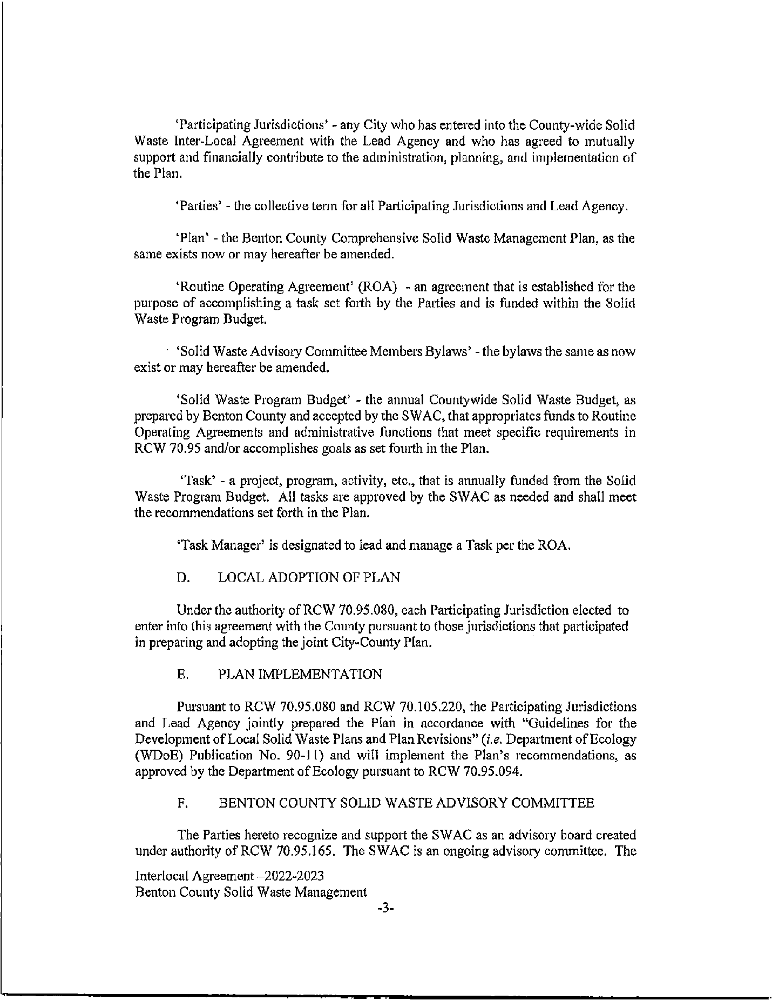 ‘Participating Jurisdictions’ - any City who has entered into the County-wide Solid
Waste Inter-Local Agreement with the Lead Agency and who has agreed to mutually
support and financially contribute to the administration, planning, and implementation of
the Plan.
‘Parties’ - the collective term for all Participating Jurisdictions and Lead Agency.
‘Plan’ - the Benton County Comprehensive Solid Waste Management Plan, as the
same exists now or may hereafter be amended.
‘Routine Operating Agreement’ (ROA) - an agreement that is established for the
purpose of accomplishing a task set forth by the Parties and is funded within the Solid
Waste Program Budget.
‘Solid Waste Advisory Committee Members Bylaws’ - the bylaws the same as now
exist or may hereafter be amended.
‘Solid Waste Program Budget’ - the annual Countywide Solid Waste Budget, as
prepared by Benton County and accepted by the SWAC, that appropriates funds to Routine
Operating Agreements and administrative functions that meet specific requirements in
RCW 70.95 and/or accomplishes goals as set fourth in the Plan.
‘Task’ - a project, program, activity, etc., that is annually funded from the Solid
Waste Program Budget. All tasks are approved by the SWAC as needed and shall meet
the recommendations set forth in the Plan.
‘Task Manager’ is designated to lead and manage a Task per the ROA.
D. LOCAL ADOPTION OF PLAN
Under the authority of RCW 70.95.080, each Participating Jurisdiction elected to
enter into this agreement with the County pursuant to those jurisdictions that participated
in preparing and adopting the joint City-County Plan.
E. PLAN IMPLEMENTATION
Pursuant to RCW 70.95.080 and RCW 70.105.220, the Participating Jurisdictions
and Lead Agency jointly prepared the Plan in accordance with “Guidelines for the
Development of Local Solid Waste Plans and Plan Revisions” (i.e. Department of Ecology
(WDoE) Publication No. 90-11) and will implement the Plan’s recommendations, as
approved by the Department of Ecology pursuant to RCW 70.95.094.
F. BENTON COUNTY SOLID WASTE ADVISORY COMMITTEE
The Parties hereto recognize and support the SWAC as an advisory board created
under authority of RCW 70.95.165. The SWAC is an ongoing advisory committee. The
Interlocal Agreement –2022-2023
Benton County Solid Waste Management
-3-